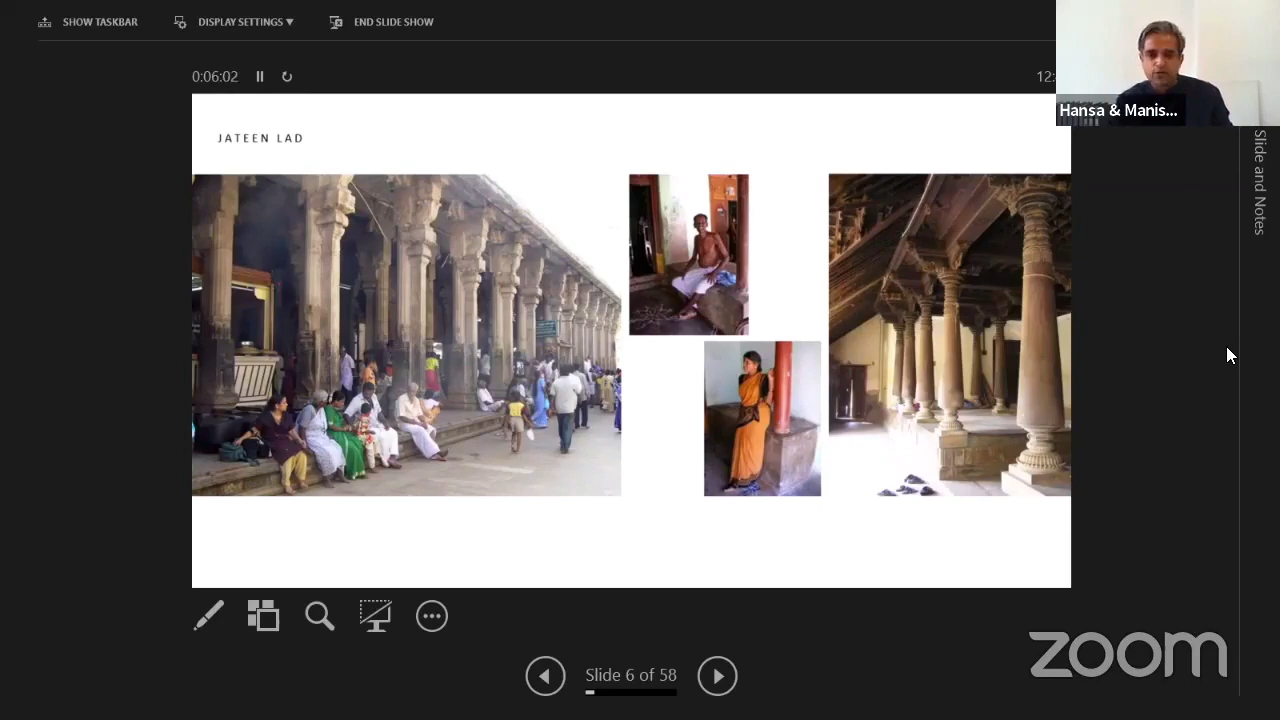 SHOW TASKBAR
DISPLAY SETTINGS ▼
END SLIDE SHOW
0:06:02
12:
Hansa & Manis...
JATEEN LAD
Slide and Notes
Slide 6 of 58
zoom